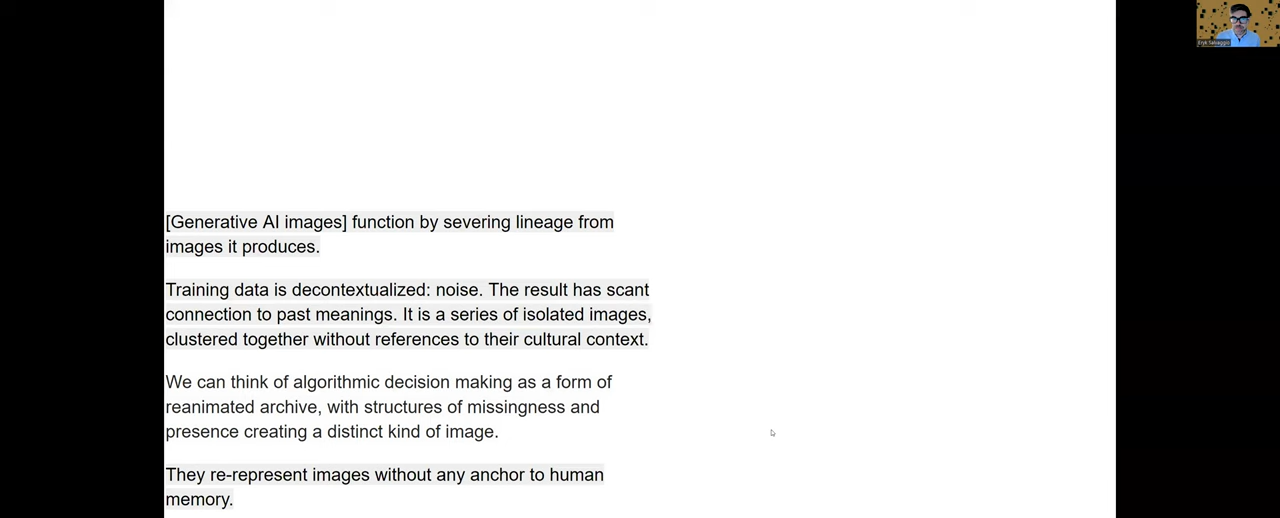 [Generative AI images] function by severing lineage from
images it produces.
Training data is decontextualized: noise. The result has scant
connection to past meanings. It is a series of isolated images,
clustered together without references to their cultural context.
We can think of algorithmic decision making as a form of
reanimated archive, with structures of missingness and
presence creating a distinct kind of image.
They re-represent images without any anchor to human
memory.
Eryk Salvaggio